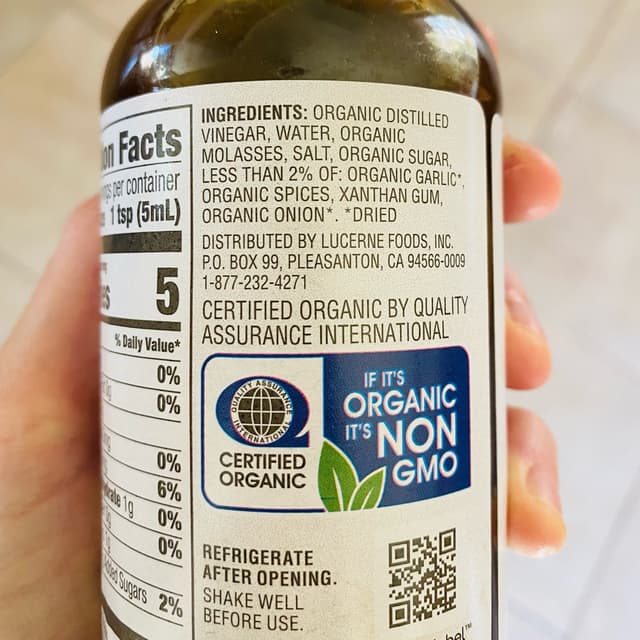 on Facts
per container
1 tsp (5mL)
5
% Daily Value*
0%
0%
0%
6%
1g 0%
0%
Sugars 2%
INGREDIENTS: ORGANIC DISTILLED
VINEGAR, WATER, ORGANIC
MOLASSES, SALT, ORGANIC SUGAR,
LESS THAN 2% OF: ORGANIC GARLIC*,
ORGANIC SPICES, XANTHAN GUM,
ORGANIC ONION*. *DRIED
DISTRIBUTED BY LUCERNE FOODS, INC.
P.O. BOX 99, PLEASANTON, CA 94566-0009
1-877-232-4271
CERTIFIED ORGANIC BY QUALITY
ASSURANCE INTERNATIONAL
QUALITY ASSURANCE
INTERNATIONAL
CERTIFIED
ORGANIC
IF IT'S
ORGANIC
IT'S NON
GMO
REFRIGERATE
AFTER OPENING.
SHAKE WELL
BEFORE USE.